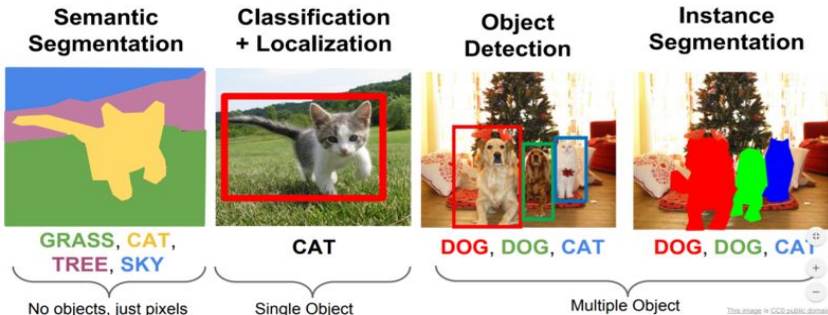 Semantic
Segmentation
Classification
+ Localization
Object
Detection
Instance
Segmentation
GRASS, CAT,
TREE, SKY
CAT
DOG, DOG, CAT
DOG, DOG, CAT
No objects, just pixels
Single Object
Multiple Object
This image is CC0 public domain